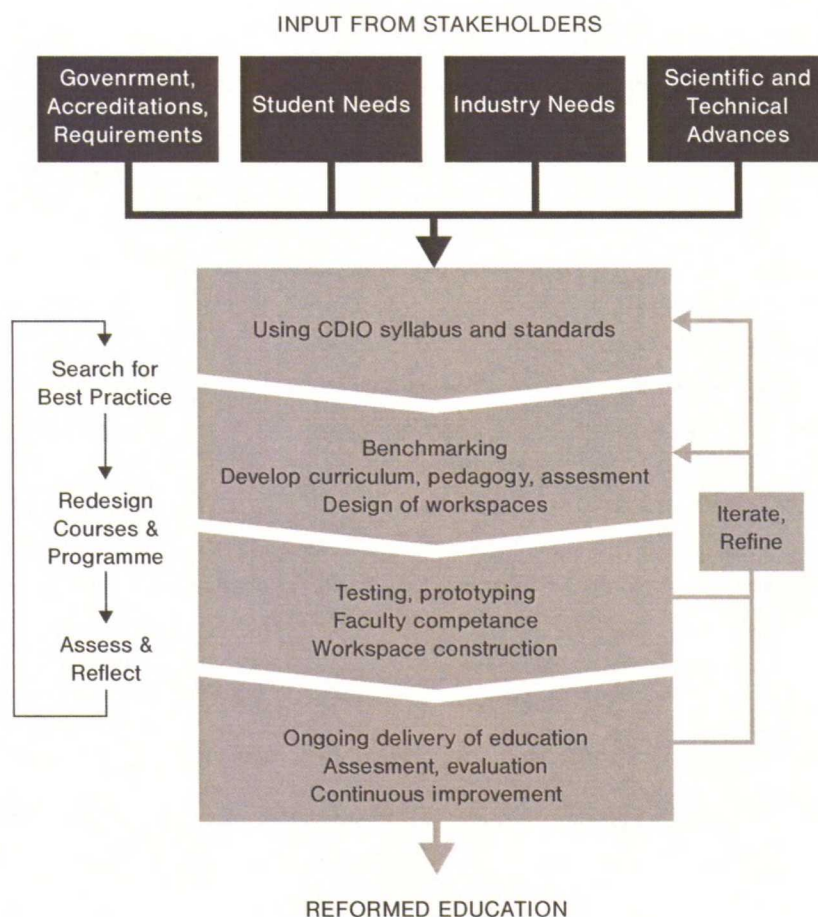 INPUT FROM STAKEHOLDERS
Govenrment,
Accreditations,
Requirements
Student Needs
Industry Needs
Scientific and
Technical
Advances
Using CDIO syllabus and standards
Search for
Best Practice
Benchmarking
Develop curriculum, pedagogy, assesment
Design of workspaces
Redesign
Courses &
Programme
Iterate,
Refine
Testing, prototyping
Faculty competance
Workspace construction
Assess &
Reflect
Ongoing delivery of education
Assesment, evaluation
Continuous improvement
REFORMED EDUCATION